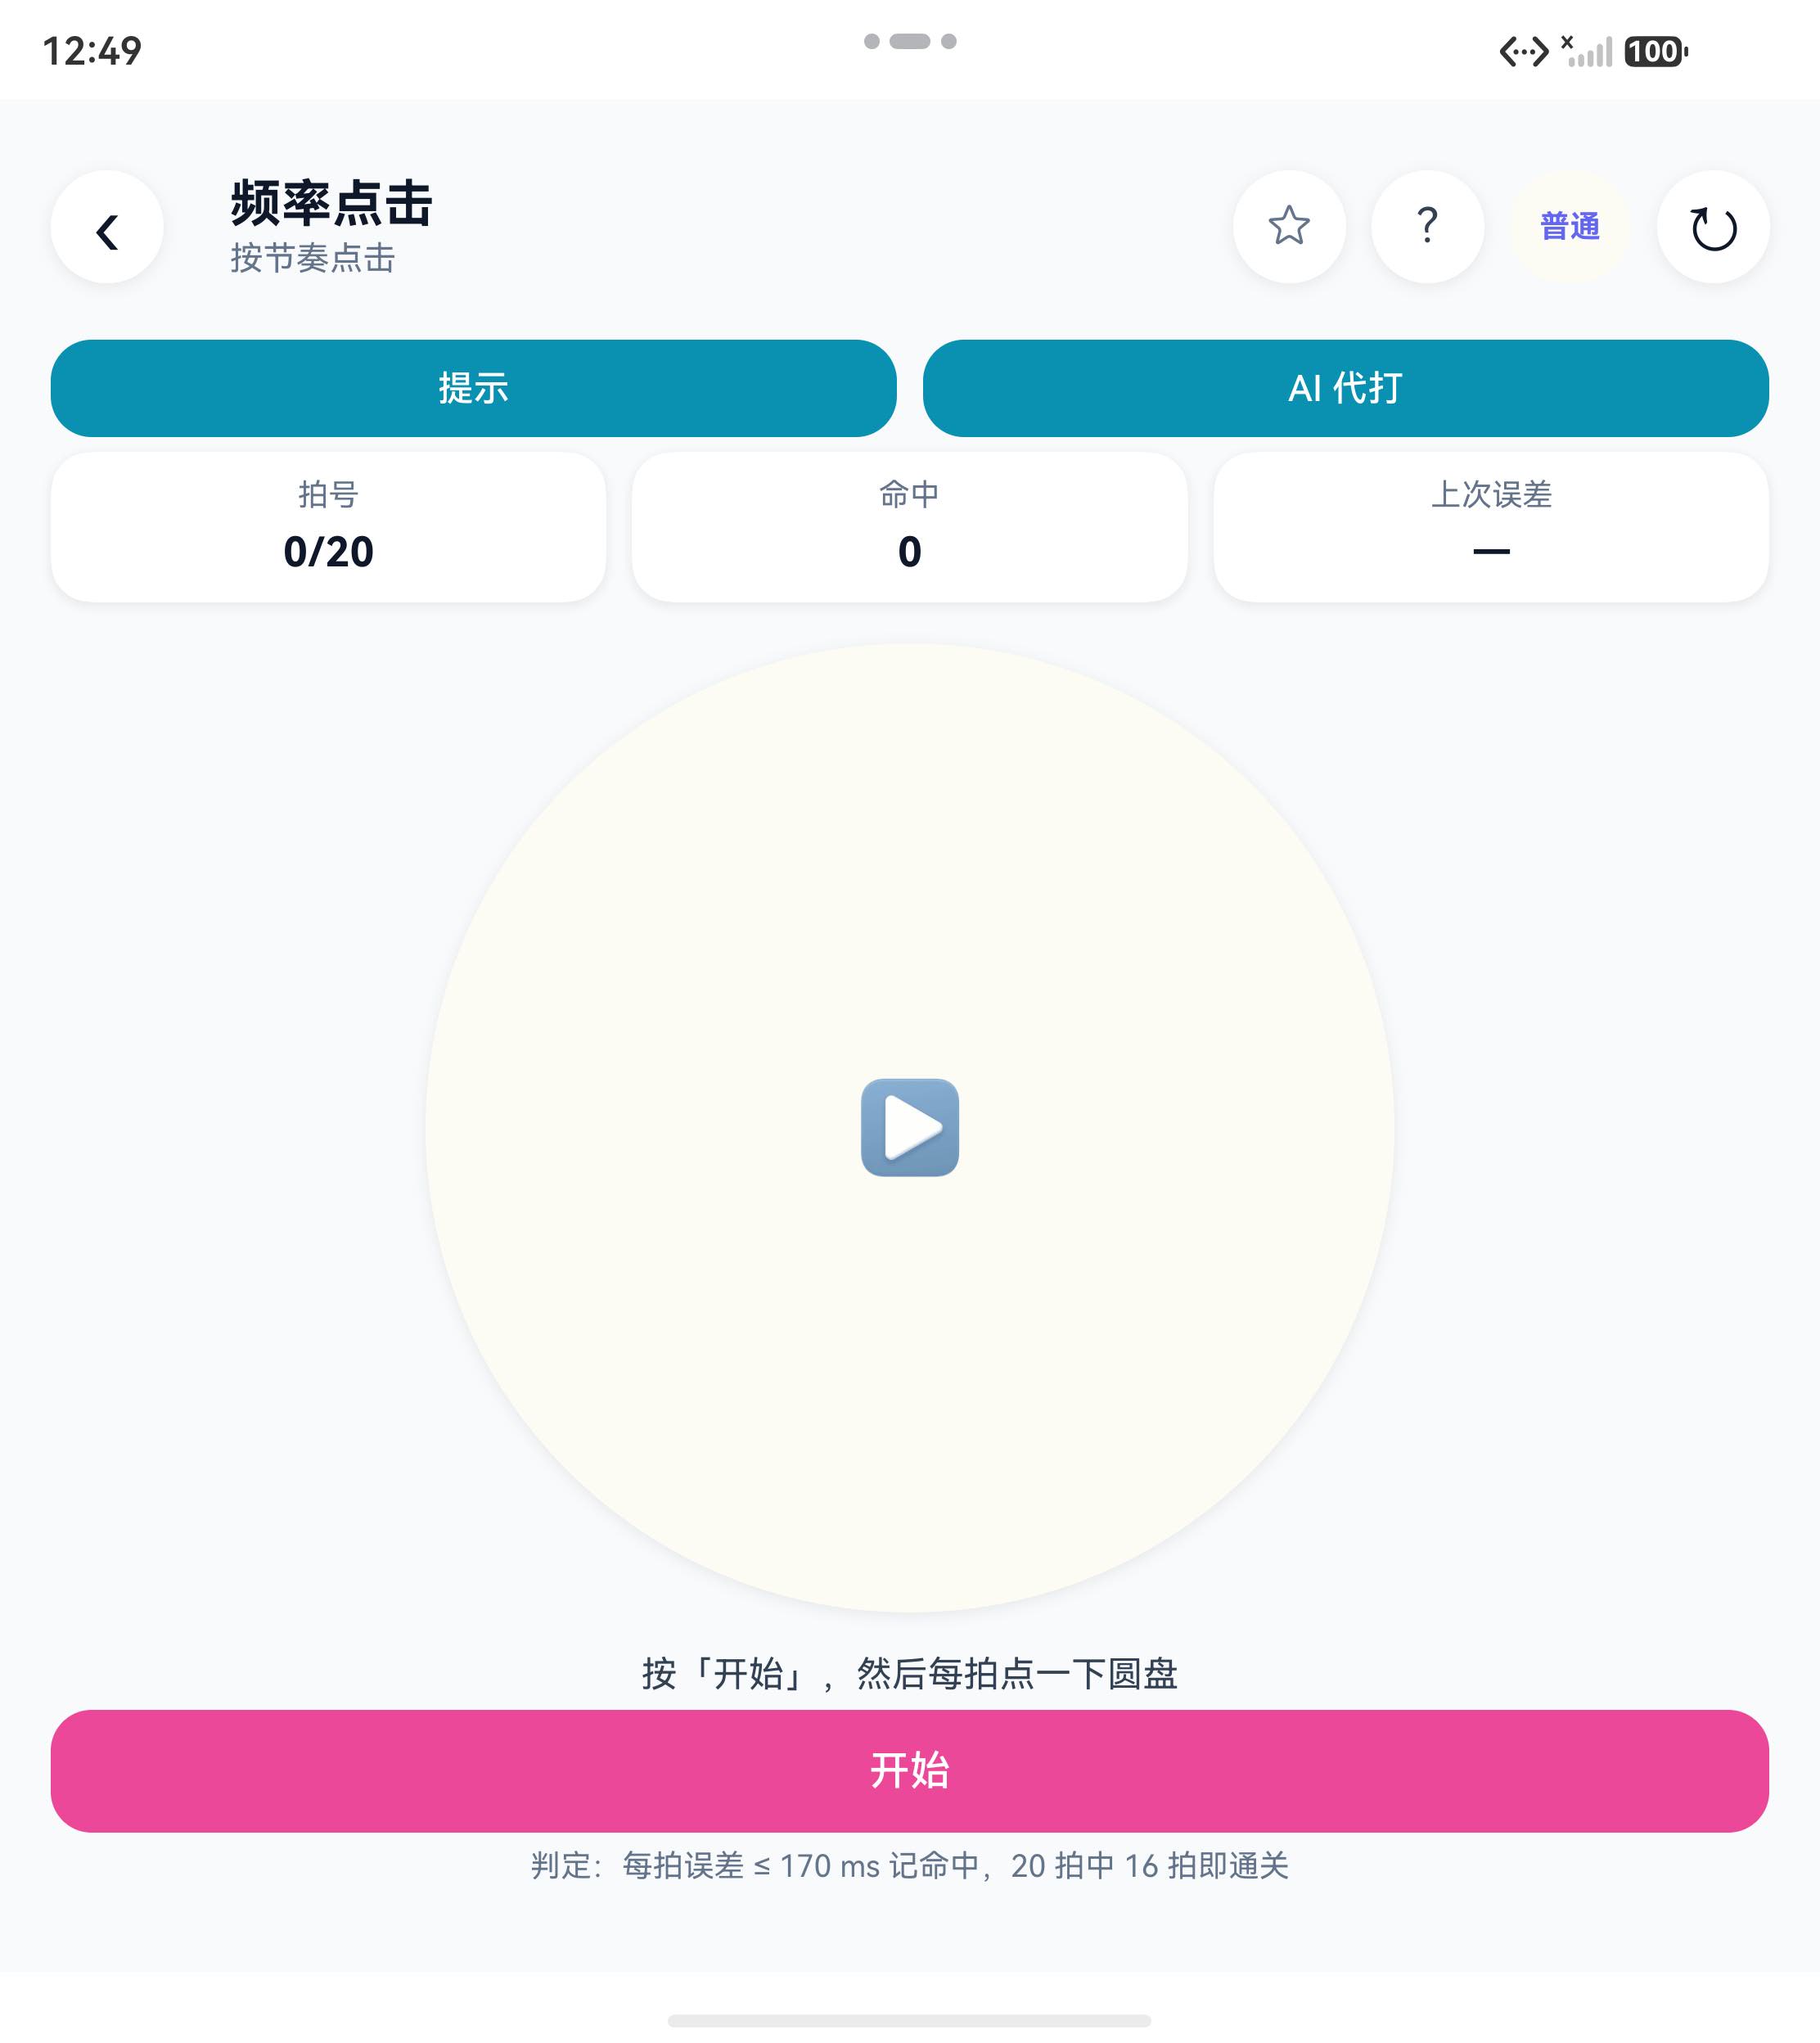 12:49
100
频率点击
按节奏点击
?
普通
提示
AI 代打
拍号
0/20
命中
0
上次误差
—
按「开始」，然后每拍点一下圆盘
开始
判定：每拍误差 ≤ 170 ms 记命中，20 拍中 16 拍即通关